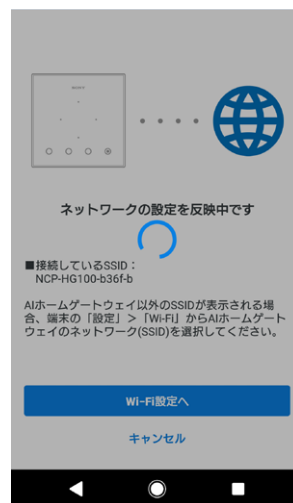 SONY
ネットワークの設定を反映中です
■接続しているSSID：
NCP-HG100-b36f-b
AIホームゲートウェイ以外のSSIDが表示される場
合、端末の「設定」＞「Wi-Fi」からAIホームゲート
ウェイのネットワーク(SSID)を選択してください。
Wi-Fi設定へ
キャンセル